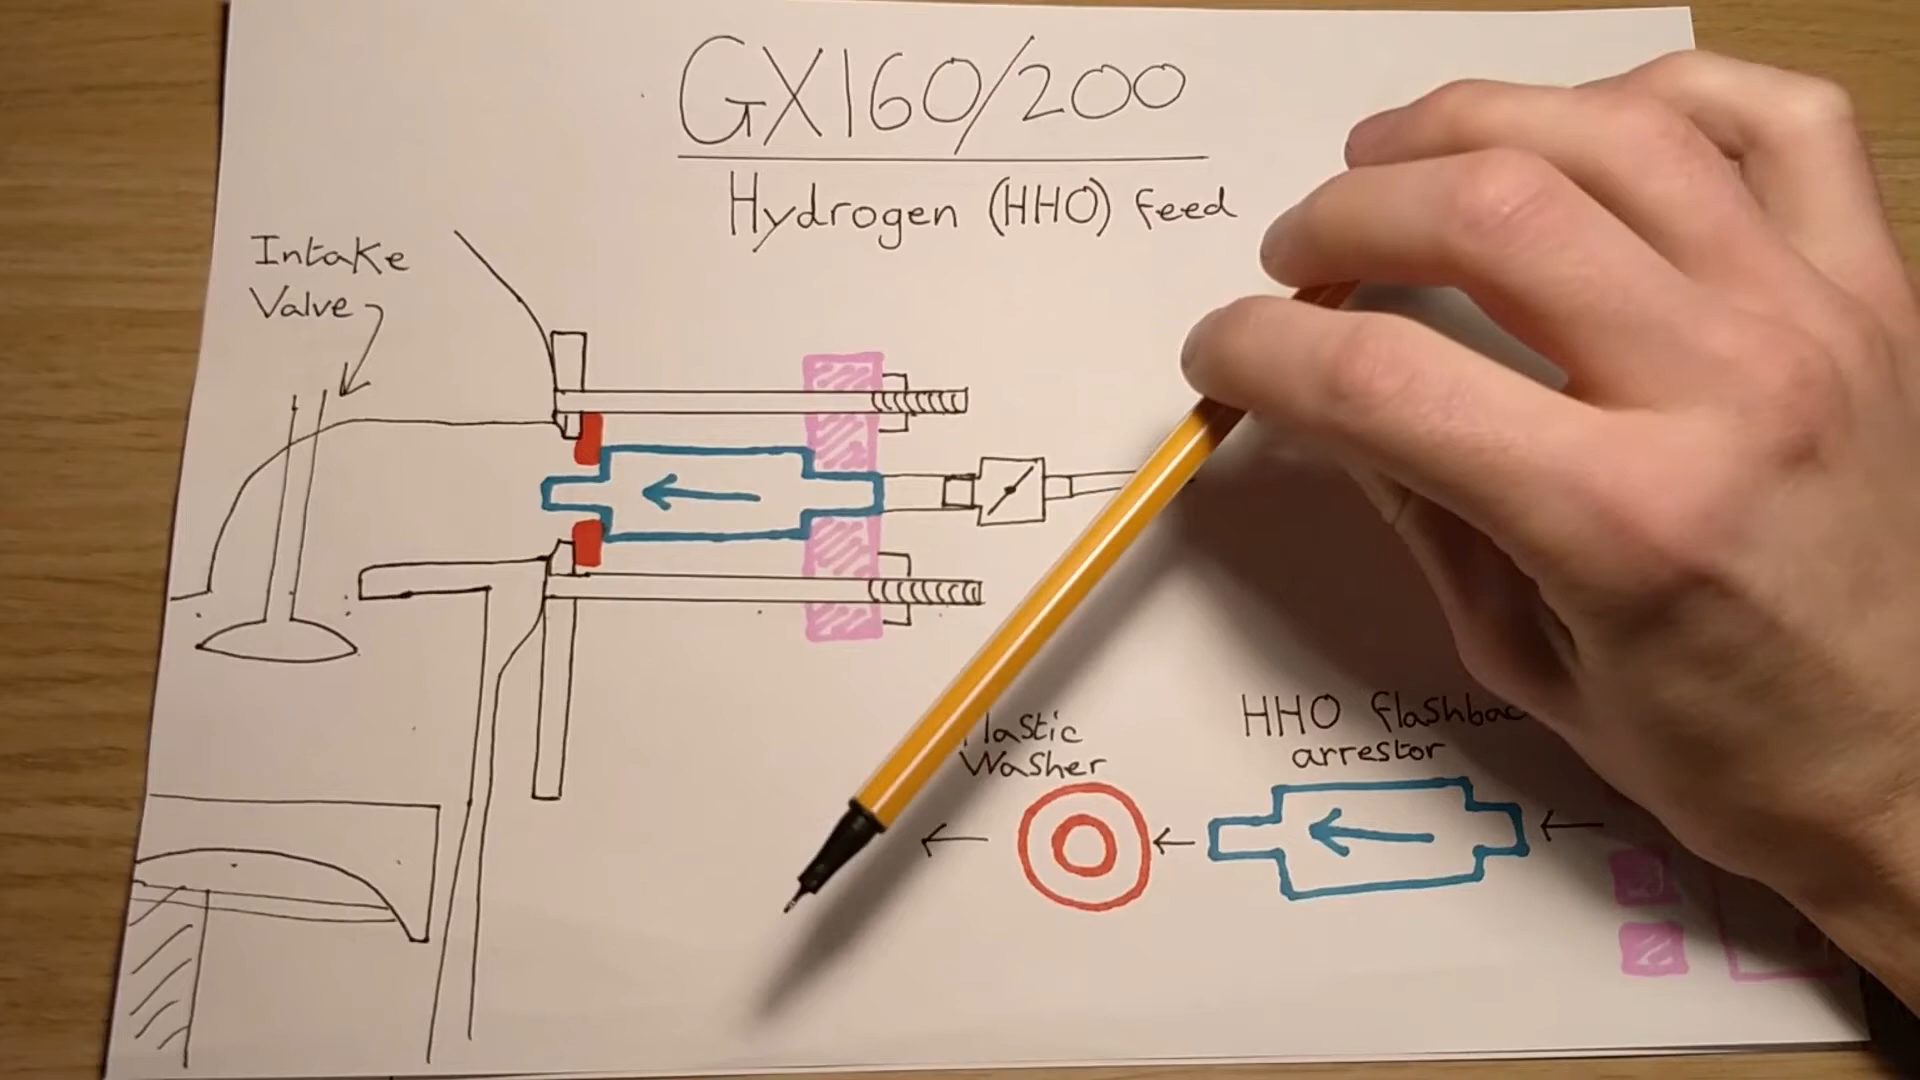 GX160/200
Hydrogen (HHO) feed
Intake
Valve
Washer
HHO
arrestor